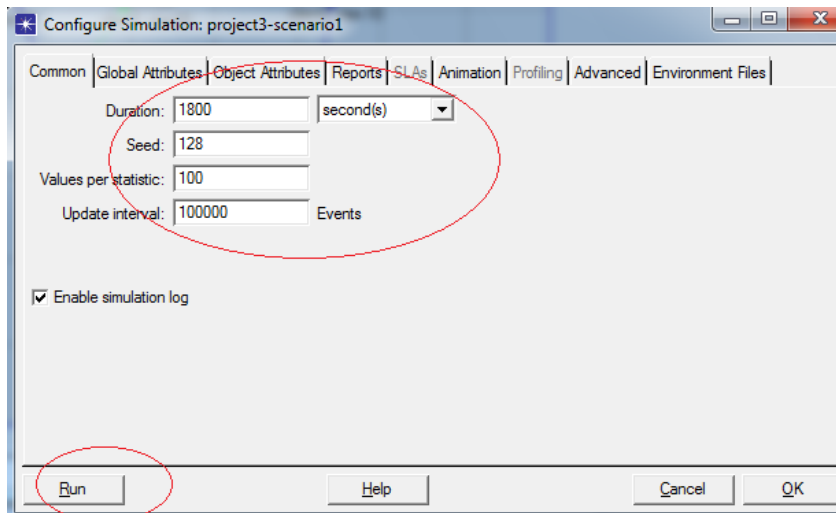 Configure Simulation: project3-scenario1
Common Global Attributes Object Attributes Reports SLAs Animation Profiling Advanced Environment Files
Duration: 1800 second(s)
Seed: 128
Values per statistic: 100
Update interval: 100000 Events
Enable simulation log
Run Help Cancel OK